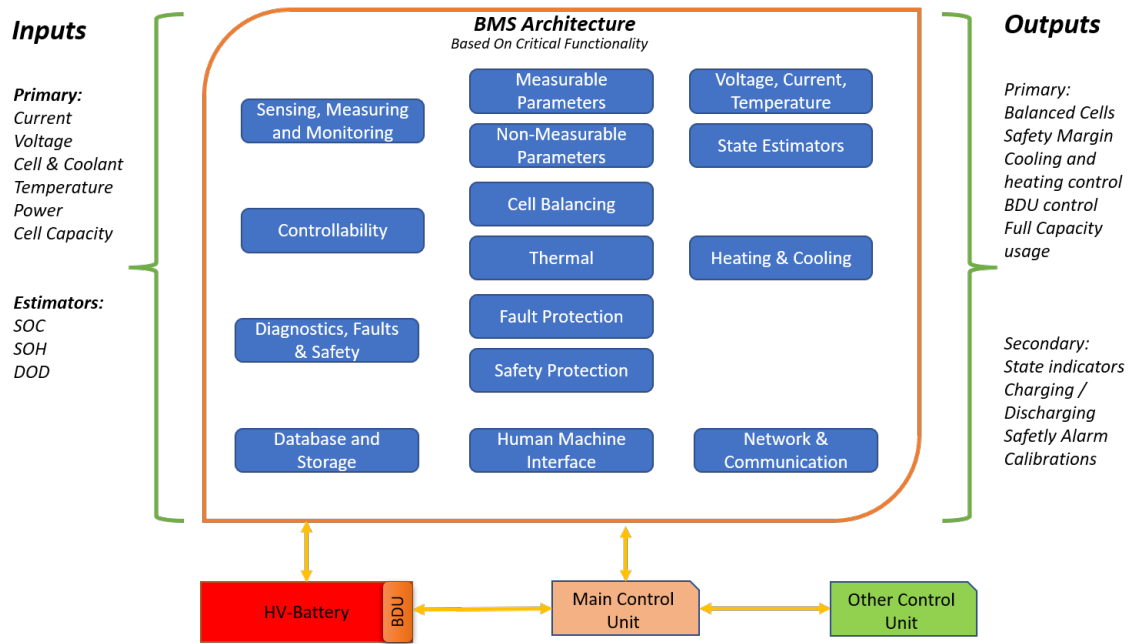 Inputs
Primary:
Current
Voltage
Cell & Coolant
Temperature
Power
Cell Capacity
Estimators:
SOC
SOH
DOD
BMS Architecture
Based On Critical Functionality
Sensing, Measuring
and Monitoring
Measurable
Parameters
Voltage, Current,
Temperature
Non-Measurable
Parameters
State Estimators
Controllability
Cell Balancing
Thermal
Heating & Cooling
Diagnostics, Faults
& Safety
Fault Protection
Safety Protection
Database and
Storage
Human Machine
Interface
Network &
Communication
Outputs
Primary:
Balanced Cells
Safety Margin
Cooling and
heating control
BDU control
Full Capacity
usage
Secondary:
State indicators
Charging /
Discharging
Safetly Alarm
Calibrations
HV-Battery
BDU
Main Control
Unit
Other Control
Unit